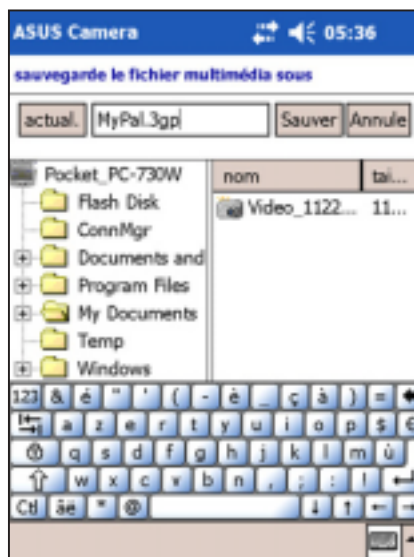 ASUS Camera 05:36
sauvegarde le fichier multimédia sous
actual. MyPal.3gp Sauver Annule
Pocket_PC-730W
nom tai...
Flash Disk
Video_1122... 11...
ConnMgr
Documents and
Program Files
My Documents
Temp
Windows
123 & é " ' ( - è _ ç à ) =
a z e r t y u i o p $ €
q s d f g h j k l m ù
w x c v b n , ; : !
Ctl áë * @